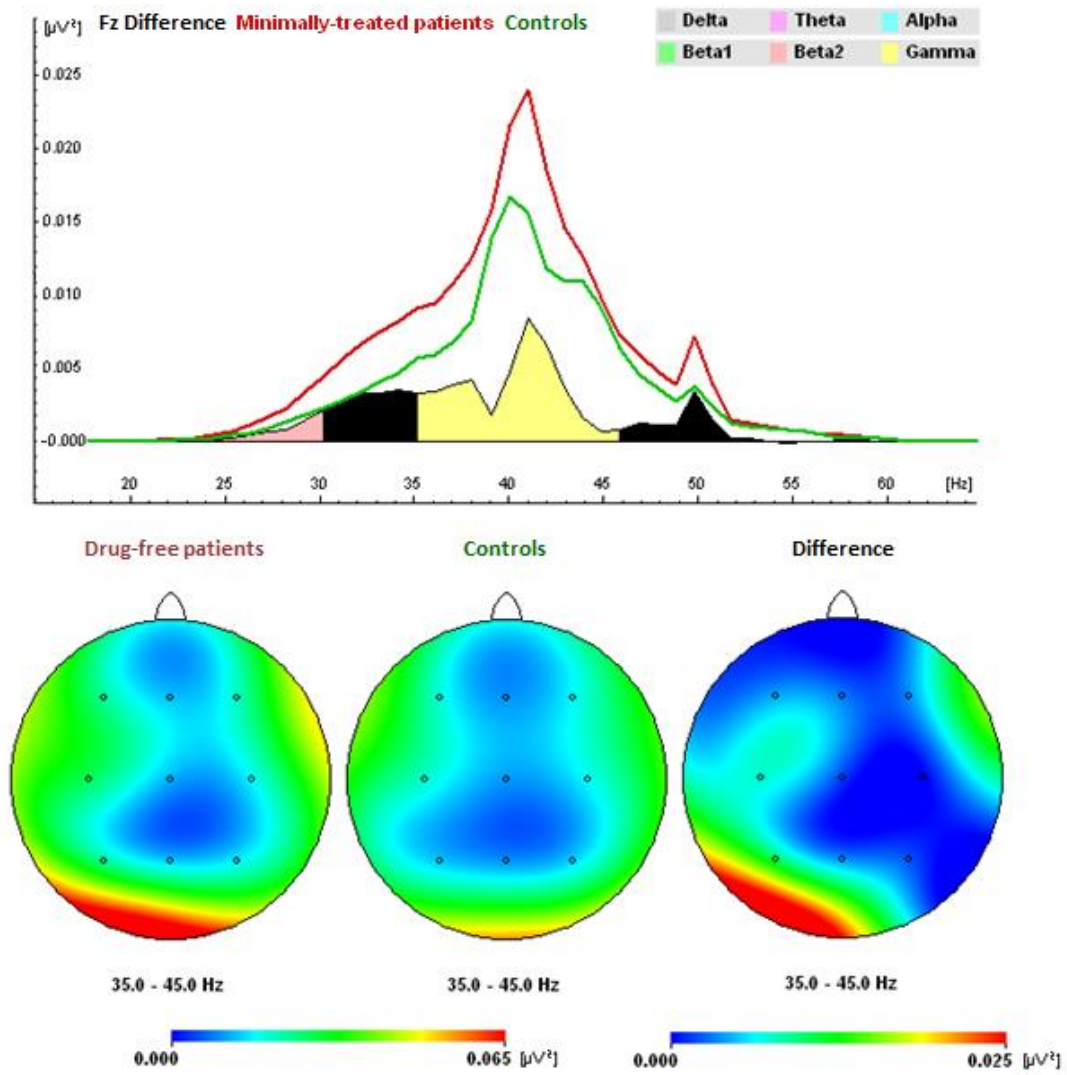 [µV²] Fz Difference Minimally-treated patients Controls
Delta Theta Alpha
Beta1 Beta2 Gamma
0.025
0.020
0.015
0.010
0.005
-0.000
20 25 30 35 40 45 50 55 60 [Hz]
Drug-free patients Controls Difference
35.0 - 45.0 Hz 35.0 - 45.0 Hz 35.0 - 45.0 Hz
0.000 0.065 [µV²] 0.000 0.025 [µV²]